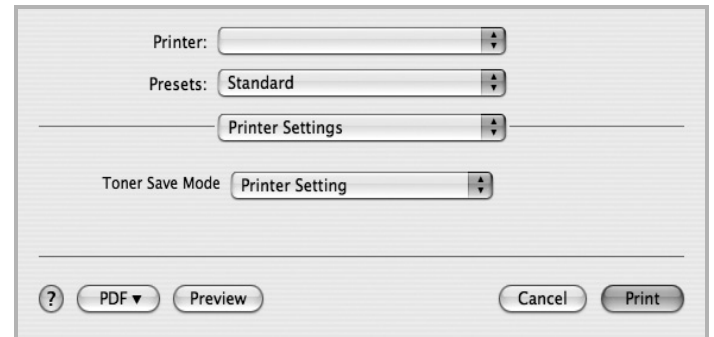 Printer:
Presets: Standard
Printer Settings
Toner Save Mode Printer Setting
? PDF ▼ Preview Cancel Print